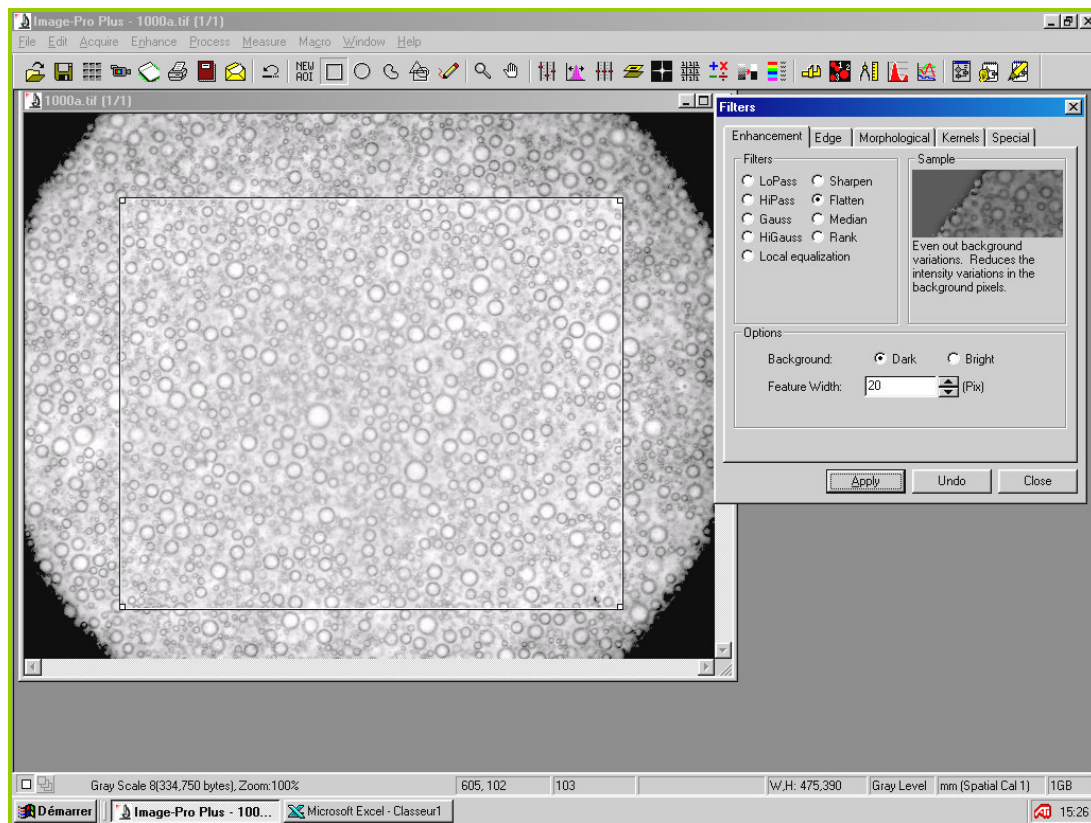 Image-Pro Plus - 1000a.tif (1/1)
File Edit Acquire Enhance Process Measure Macro Window Help
NEW AOI
1000a.tif (1/1)
Filters
Enhancement Edge Morphological Kernels Special
Filters
LoPass Sharpen
HiPass Flatten
Gauss Median
HiGauss Rank
Local equalization
Sample
Even out background
variations. Reduces the
intensity variations in the
background pixels.
Options
Background: Dark Bright
Feature Width: 20 (Pix)
Apply Undo Close
Gray Scale 8(334,750 bytes), Zoom:100% 605, 102 103 W,H: 475,390 Gray Level mm (Spatial Cal 1) 1GB
Démarrer Image-Pro Plus - 100... Microsoft Excel - Classeur1 15:26